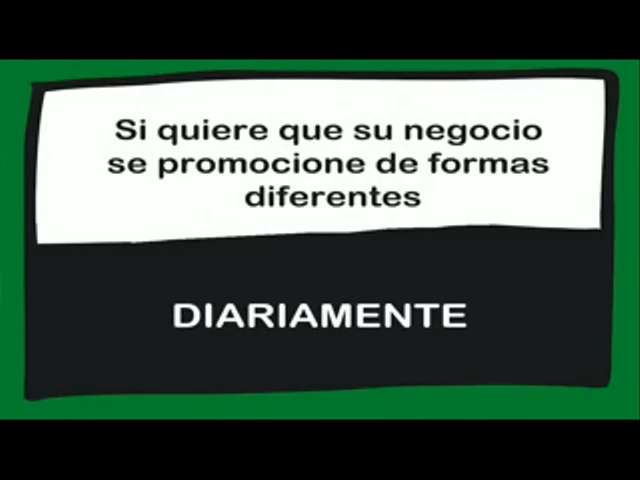 Si quiere que su negocio
se promocione de formas
diferentes
DIARIAMENTE